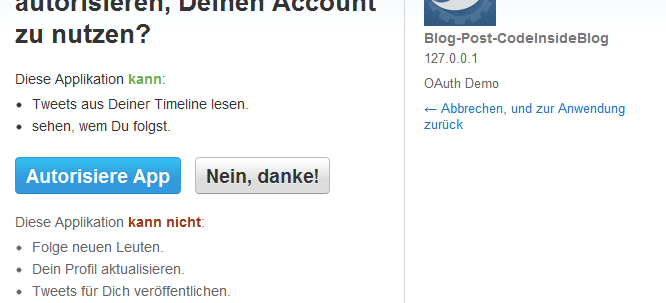 autorisieren, Deinen Account
zu nutzen?
Diese Applikation kann:
Tweets aus Deiner Timeline lesen.
sehen, wem Du folgst.
Autorisiere App
Nein, danke!
Diese Applikation kann nicht:
Folge neuen Leuten.
Dein Profil aktualisieren.
Tweets für Dich veröffentlichen.
Blog-Post-CodeInsideBlog
127.0.0.1
OAuth Demo
← Abbrechen, und zur Anwendung
zurück